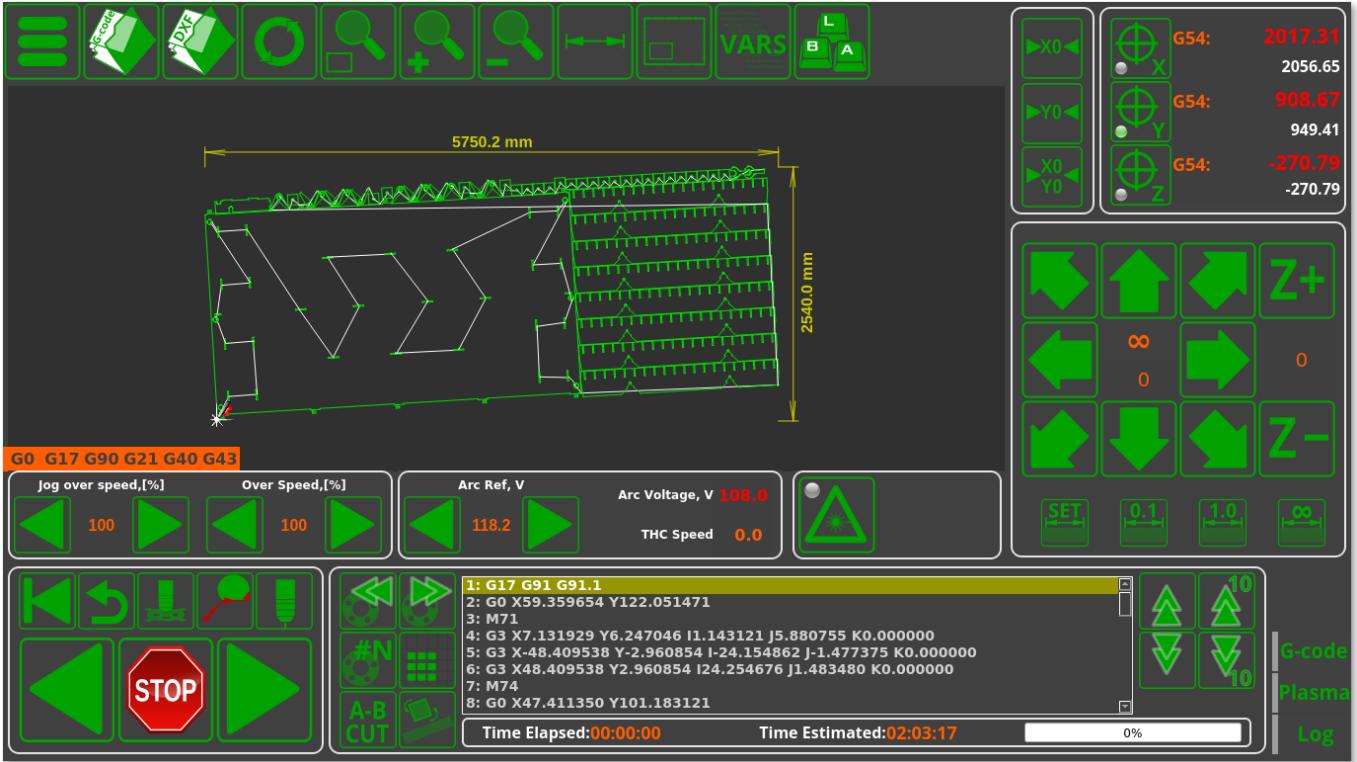 G-code
DXF
VARS
L
B
A
▶X0◀
▶Y0◀
X0
Y0
X
G54: 2017.31
2056.65
Y
G54: 908.67
949.41
Z
G54: -270.79
-270.79
5750.2 mm
2540.0 mm
G0 G17 G90 G21 G40 G43
Z+
∞
0
0
Z-
SET
0.1
1.0
∞
Jog over speed,[%]
100
Over Speed,[%]
100
Arc Ref, V
118.2
Arc Voltage, V 108.0
THC Speed 0.0
STOP
#N
A-B
CUT
1: G17 G91 G91.1
2: G0 X59.359654 Y122.051471
3: M71
4: G3 X7.131929 Y6.247046 I1.143121 J5.880755 K0.000000
5: G3 X-48.409538 Y-2.960854 I-24.154862 J-1.477375 K0.000000
6: G3 X48.409538 Y2.960854 I24.254676 J1.483480 K0.000000
7: M74
8: G0 X47.411350 Y101.183121
10
10
Time Elapsed:00:00:00
Time Estimated:02:03:17
0%
G-code
Plasma
Log